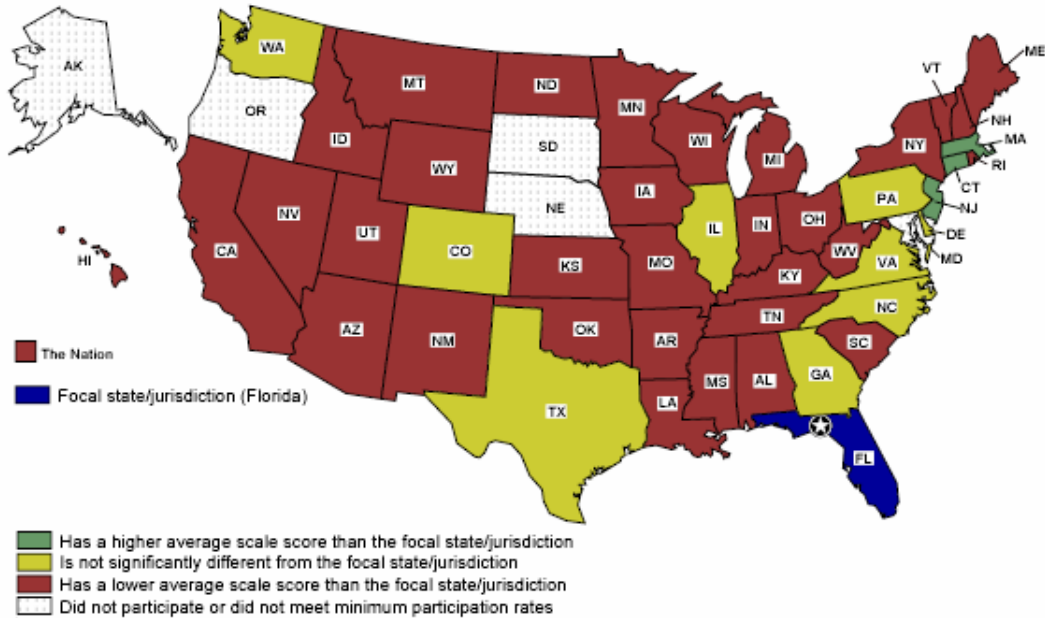 AK
WA
OR
MT
ID
WY
NV
UT
CA
AZ
NM
CO
ND
SD
NE
KS
OK
TX
MN
IA
MO
AR
LA
WI
IL
MI
IN
OH
KY
TN
MS
AL
GA
FL
SC
NC
VA
WV
PA
NY
VT
ME
NH
MA
RI
CT
NJ
DE
MD
HI
The Nation
Focal state/jurisdiction (Florida)
Has a higher average scale score than the focal state/jurisdiction
Is not significantly different from the focal state/jurisdiction
Has a lower average scale score than the focal state/jurisdiction
Did not participate or did not meet minimum participation rates